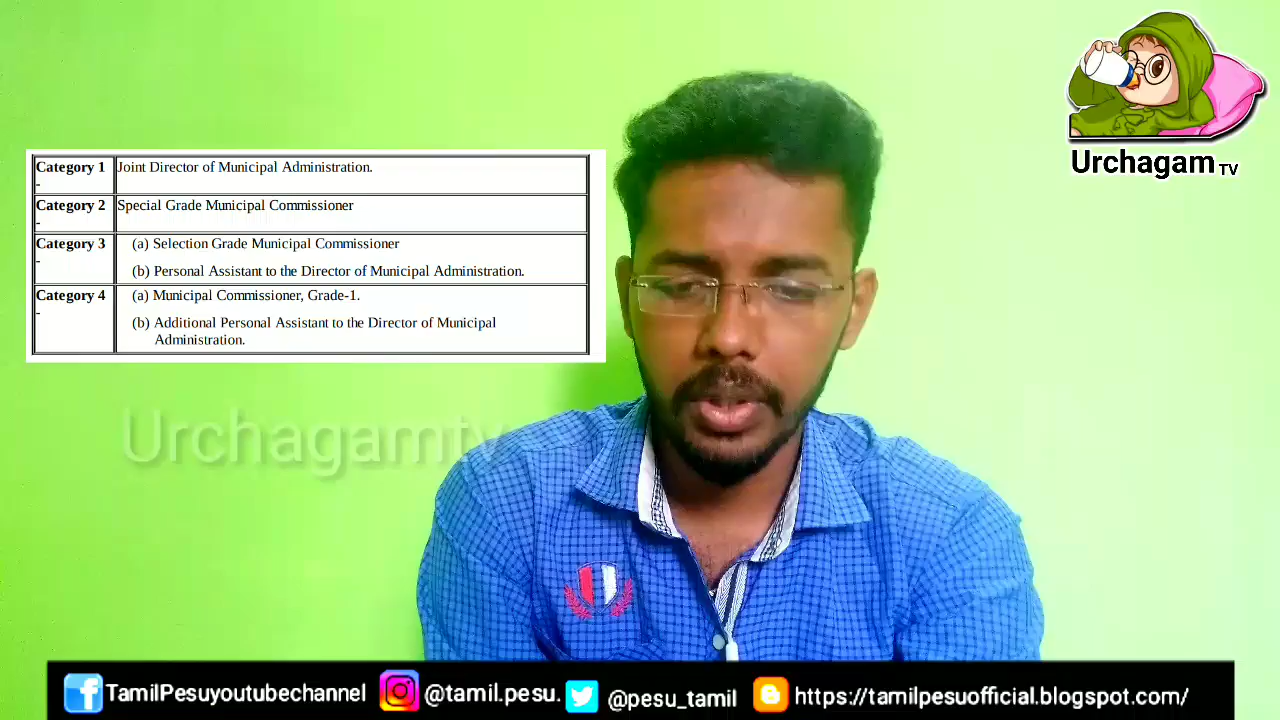 Urchagam TV
Category 1 Joint Director of Municipal Administration.
-
Category 2 Special Grade Municipal Commissioner
-
Category 3 (a) Selection Grade Municipal Commissioner
-
(b) Personal Assistant to the Director of Municipal Administration.
Category 4 (a) Municipal Commissioner, Grade-1.
-
(b) Additional Personal Assistant to the Director of Municipal
Administration.
Urchagamtv
TamilPesuyoutubechannel @tamil.pesu. @pesu_tamil https://tamilpesuofficial.blogspot.com/